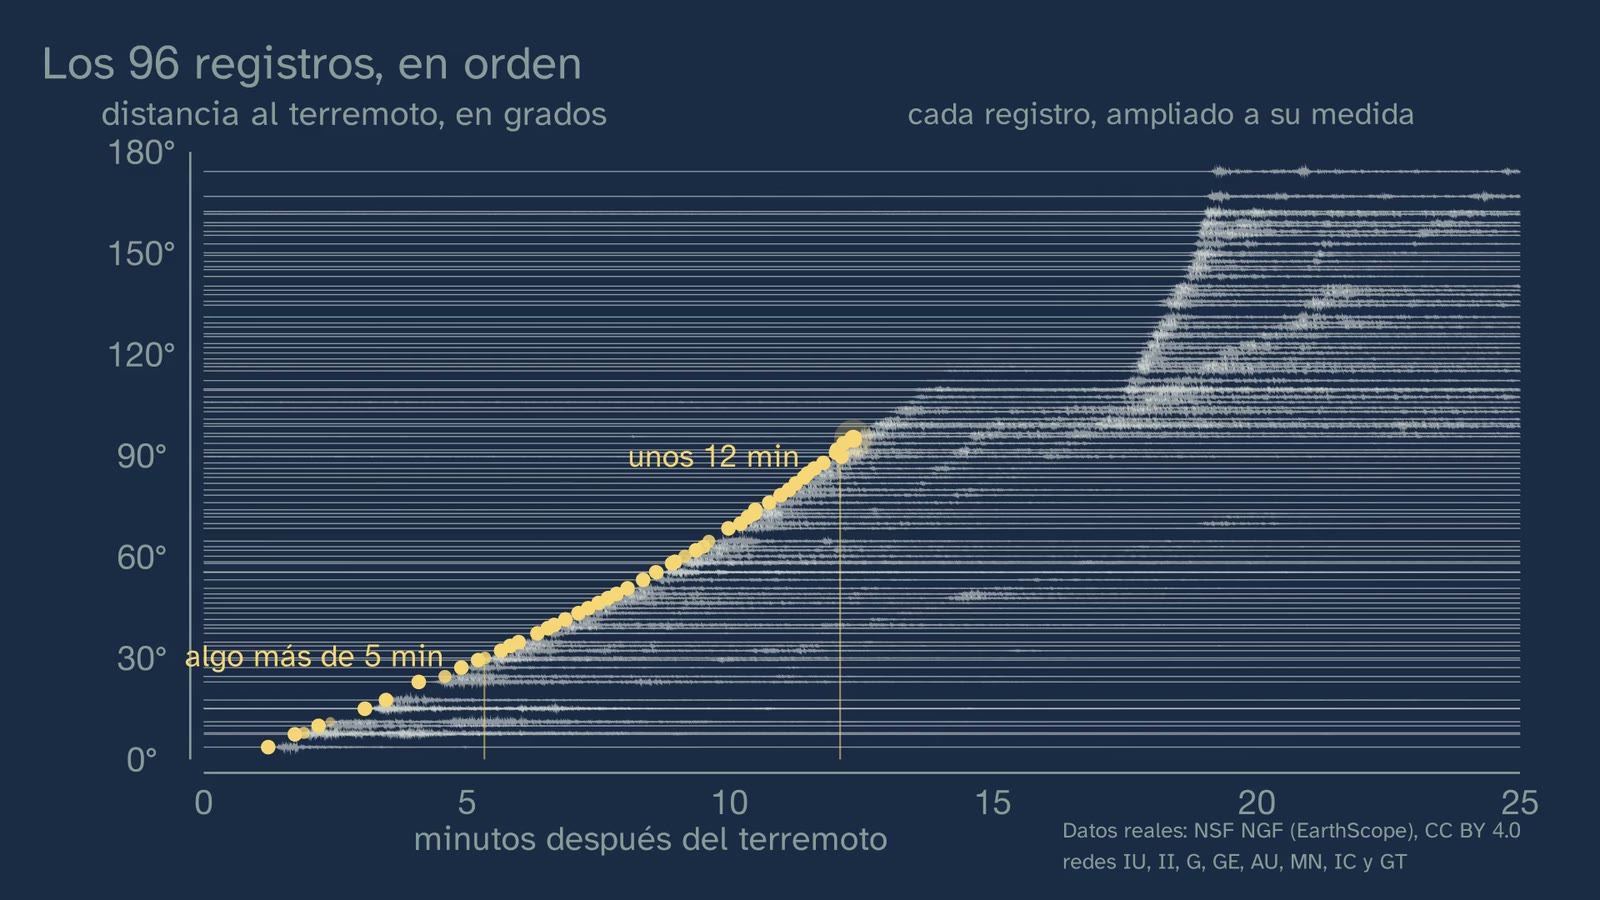 Los 96 registros, en orden
distancia al terremoto, en grados
cada registro, ampliado a su medida
180°
150°
120°
90°
60°
30°
0°
unos 12 min
algo más de 5 min
0 5 10 15 20 25
minutos después del terremoto
Datos reales: NSF NGF (EarthScope), CC BY 4.0
redes IU, II, G, GE, AU, MN, IC y GT